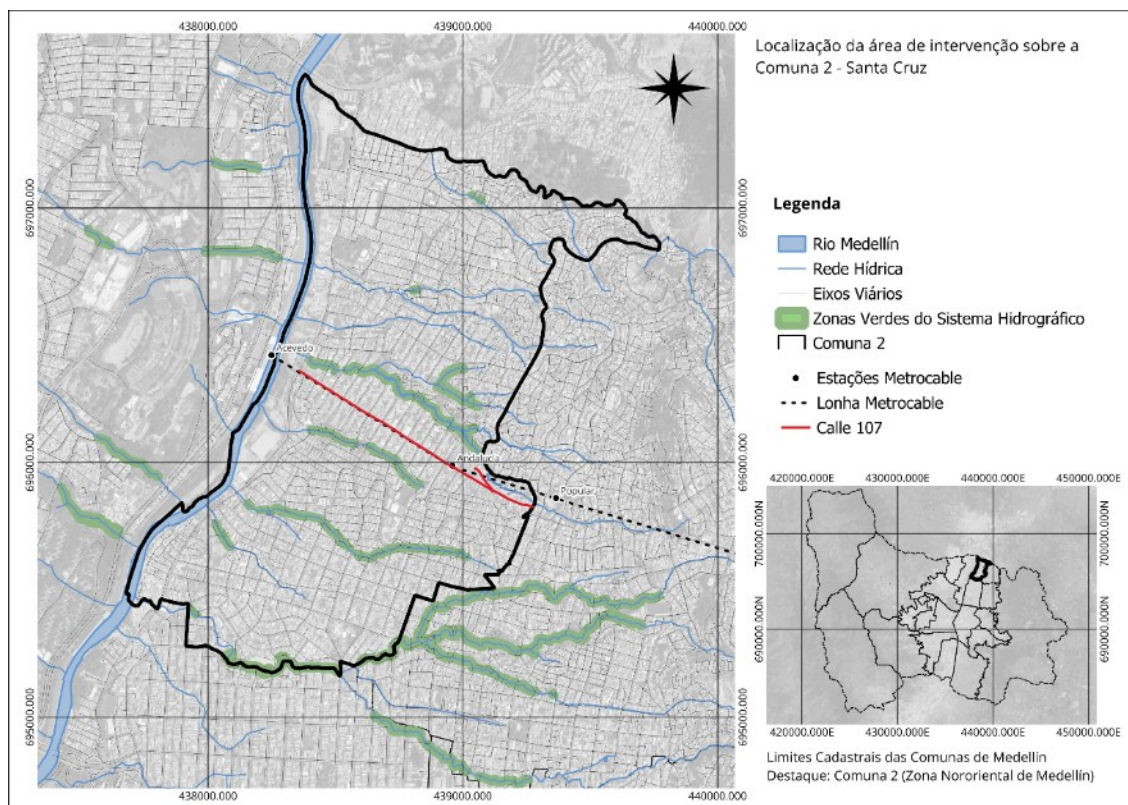 438000.000
439000.000
440000.000
697000.000
696000.000
695000.000
697000.000
696000.000
695000.000
Acevedo
Andalucia
Popular
438000.000
439000.000
440000.000
Localização da área de intervenção sobre a
Comuna 2 - Santa Cruz
Legenda
Rio Medellín
Rede Hídrica
Eixos Viários
Zonas Verdes do Sistema Hidrográfico
Comuna 2
Estações Metrocable
Lonha Metrocable
Calle 107
420000.000E
430000.000E
440000.000E
450000.000E
700000.000N
690000.000N
700000.000N
690000.000N
420000.000E
430000.000E
440000.000E
450000.000E
Limites Cadastrais das Comunas de Medellín
Destaque: Comuna 2 (Zona Nororiental de Medellín)